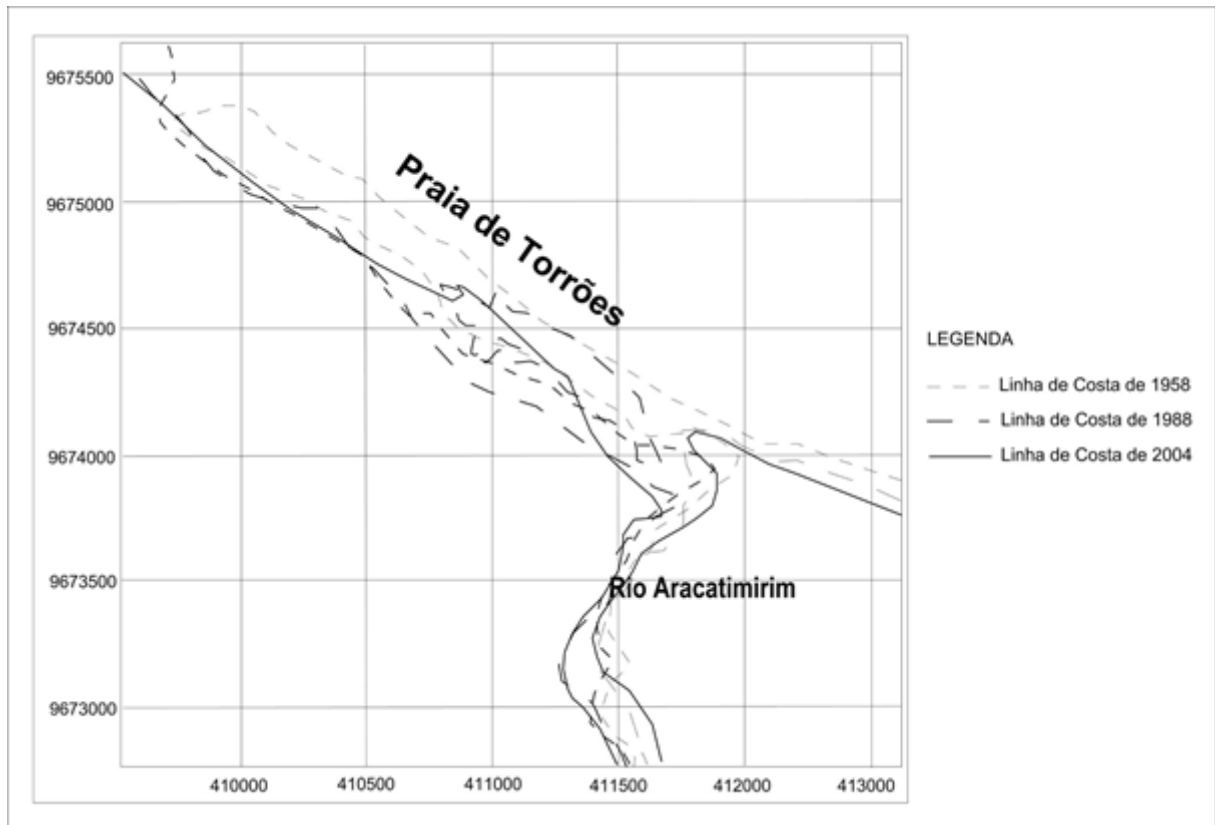 9675500
9675000
9674500
9674000
9673500
9673000
410000 410500 411000 411500 412000 413000
Praia de Torrões
Rio Aracatimirim
LEGENDA
Linha de Costa de 1958
Linha de Costa de 1988
Linha de Costa de 2004